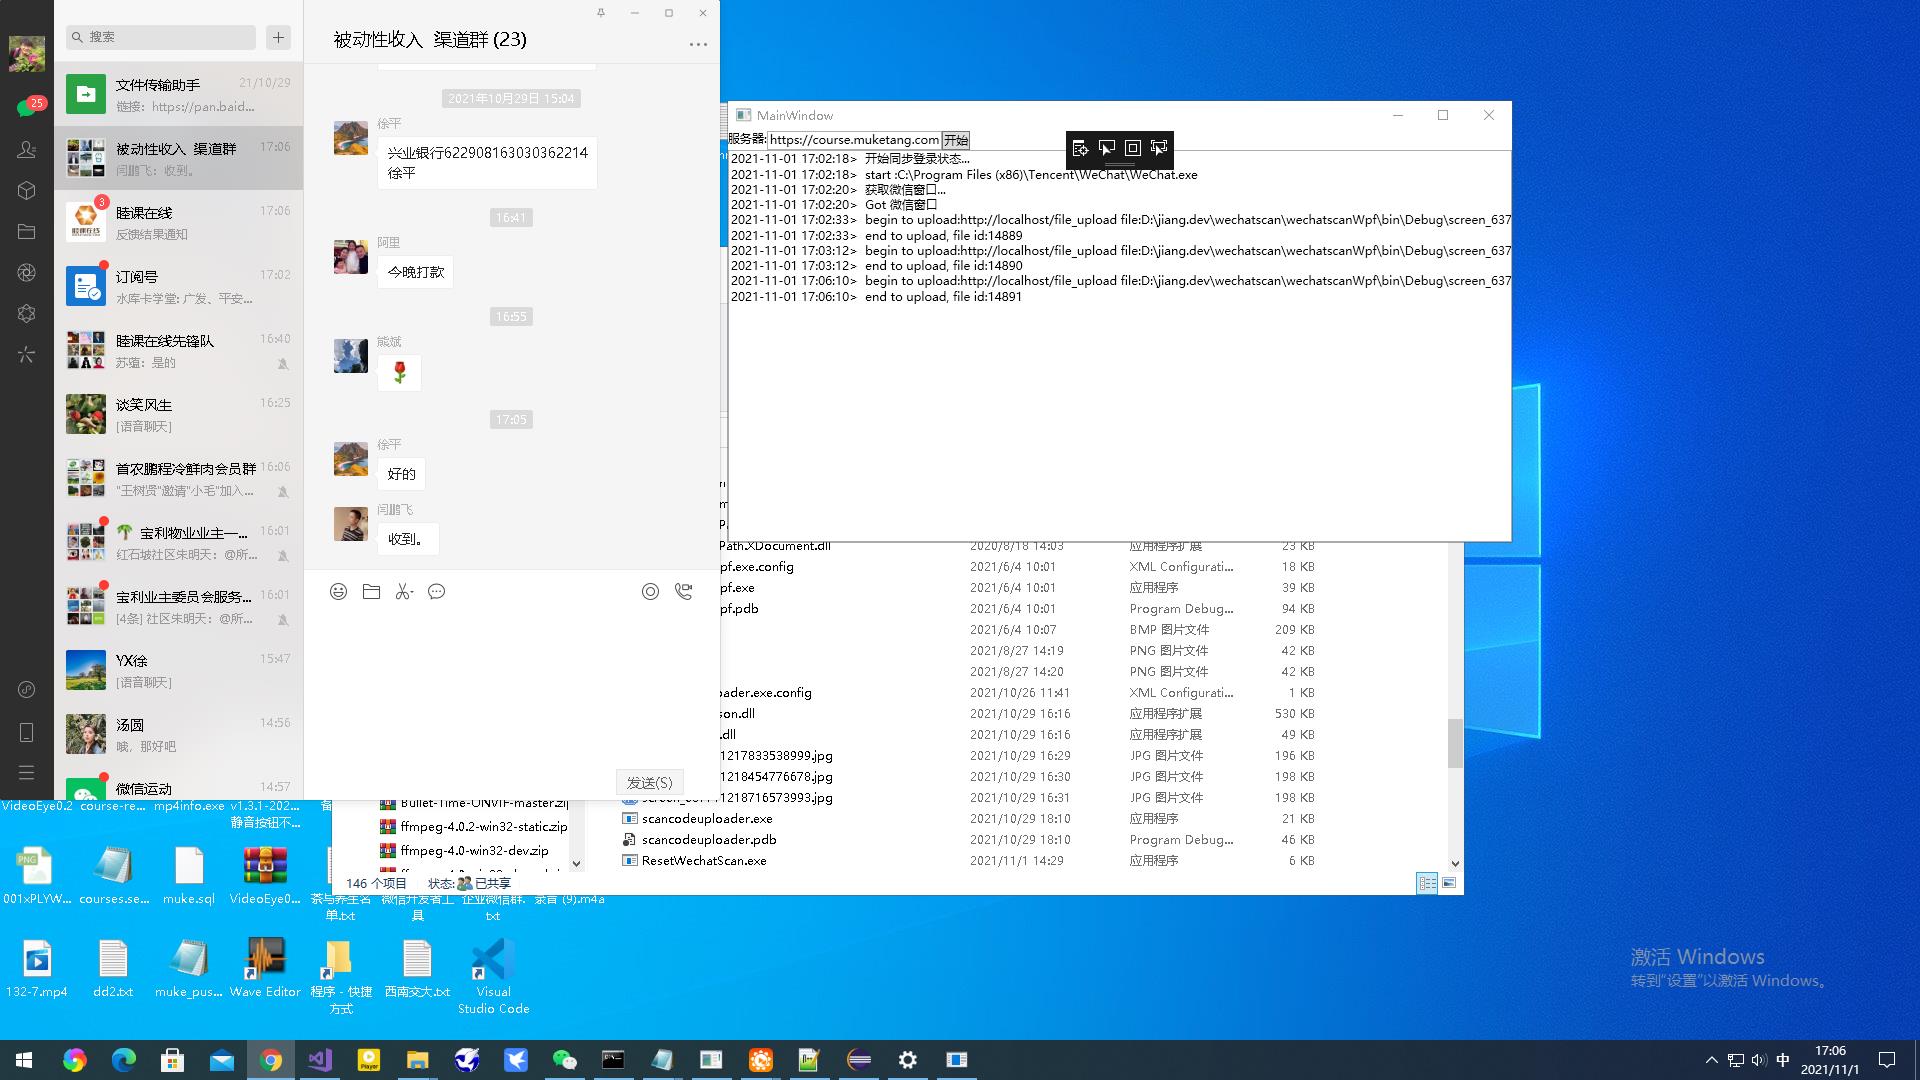 搜索
25
文件传输助手
21/10/29
链接：https://pan.baid...
被动性收入 渠道群
17:06
闫鹏飞：收到。
3
睦课在线
17:06
反馈结果通知
订阅号
17:02
水库卡学堂: 广发、平安...
睦课在线先锋队
16:40
苏蕴：是的
谈笑风生
16:25
[语音聊天]
首农鹏程冷鲜肉会员群
16:06
"王树贤"邀请"小毛"加入...
宝利物业业主一...
16:01
红石坡社区朱明天：@所...
宝利业主委员会服务...
16:01
[4条] 社区朱明天：@所...
YX徐
15:47
[语音聊天]
汤圆
14:56
哦，那好吧
微信运动
14:57
被动性收入 渠道群 (23)
2021年10月29日 15:04
徐平
兴业银行622908163030362214
徐平
16:41
阿里
今晚打款
16:55
熊斌
17:05
徐平
好的
闫鹏飞
收到。
发送(S)
MainWindow
服务器:
https://course.muketang.com
开始
2021-11-01 17:02:18> 开始同步登录状态...
2021-11-01 17:02:18> start :C:\Program Files (x86)\Tencent\WeChat\WeChat.exe
2021-11-01 17:02:20> 获取微信窗口...
2021-11-01 17:02:20> Got 微信窗口
2021-11-01 17:02:33> begin to upload:http://localhost/file_upload file:D:\jiang.dev\wechatscan\wechatscanWpf\bin\Debug\screen_637
2021-11-01 17:02:33> end to upload, file id:14889
2021-11-01 17:03:12> begin to upload:http://localhost/file_upload file:D:\jiang.dev\wechatscan\wechatscanWpf\bin\Debug\screen_637
2021-11-01 17:03:12> end to upload, file id:14890
2021-11-01 17:06:10> begin to upload:http://localhost/file_upload file:D:\jiang.dev\wechatscan\wechatscanWpf\bin\Debug\screen_637
2021-11-01 17:06:10> end to upload, file id:14891
Path.XDocument.dll 2020/8/18 14:03 应用程序扩展 23 KB
pf.exe.config 2021/6/4 10:01 XML Configurati... 18 KB
pf.exe 2021/6/4 10:01 应用程序 39 KB
pf.pdb 2021/6/4 10:01 Program Debug... 94 KB
2021/6/4 10:07 BMP 图片文件 209 KB
2021/8/27 14:19 PNG 图片文件 42 KB
2021/8/27 14:20 PNG 图片文件 42 KB
ader.exe.config 2021/10/26 11:41 XML Configurati... 1 KB
son.dll 2021/10/29 16:16 应用程序扩展 530 KB
.dll 2021/10/29 16:16 应用程序扩展 49 KB
1217833538999.jpg 2021/10/29 16:29 JPG 图片文件 196 KB
1218454776678.jpg 2021/10/29 16:30 JPG 图片文件 198 KB
1218716573993.jpg 2021/10/29 16:31 JPG 图片文件 198 KB
scancodeuploader.exe 2021/10/29 18:10 应用程序 21 KB
scancodeuploader.pdb 2021/10/29 18:10 Program Debug... 46 KB
ResetWechatScan.exe 2021/11/1 14:29 应用程序 6 KB
Bullet-Time-ONVIF-master.zip
ffmpeg-4.0.2-win32-static.zip
ffmpeg-4.0-win32-dev.zip
146 个项目 状态: 已共享
VideoEye0.2 course-re... mp4info.exe v1.3.1-202...
静音按钮不...
001xPLYW... courses.se... muke.sql VideoEye0... 茶与养生名 微信开发者工 企业微信群. 录音 (9).m4a
单.txt 具 txt
132-7.mp4 dd2.txt muke_pus... Wave Editor 程序 - 快捷 西南交大.txt Visual
方式 Studio Code
激活 Windows
转到"设置"以激活 Windows。
Player
中
17:06
2021/11/1